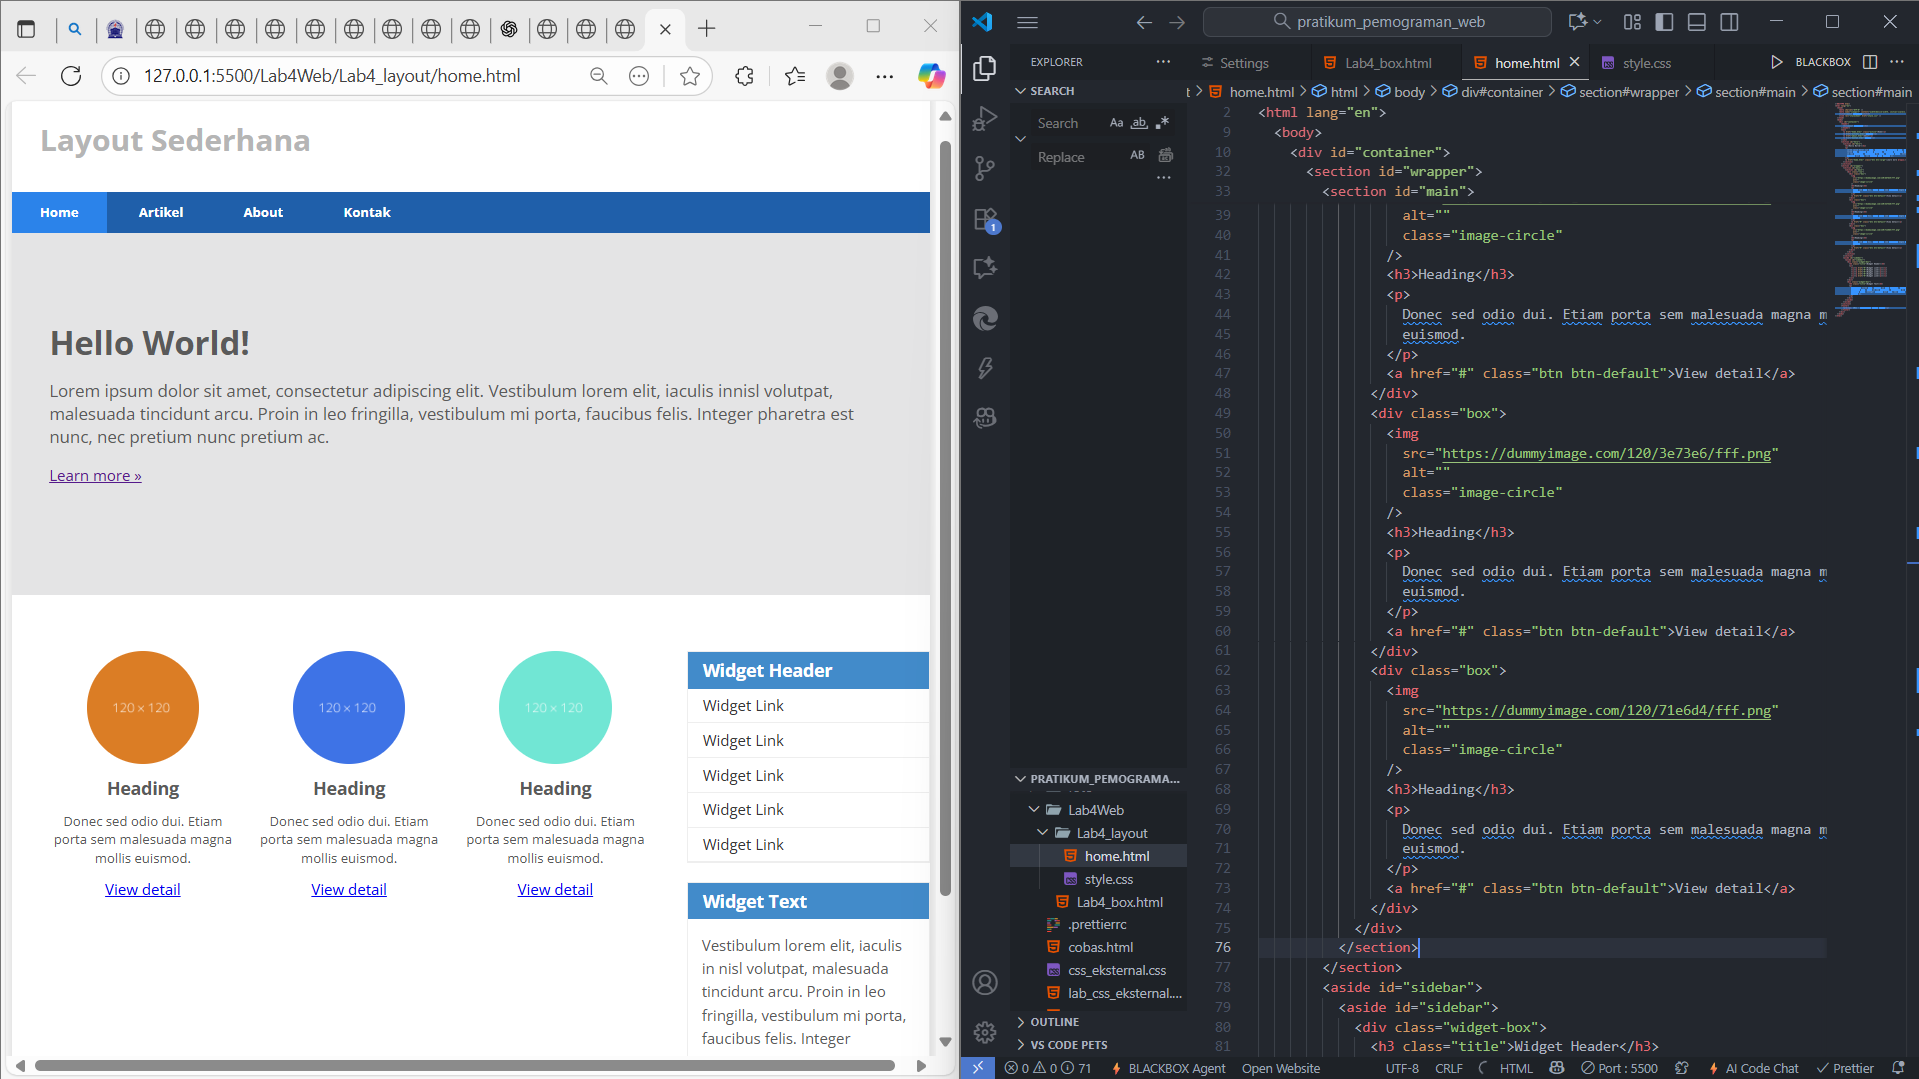 127.0.0.1:5500/Lab4Web/Lab4_layout/home.html
Layout Sederhana
Home
Artikel
About
Kontak
Hello World!
Lorem ipsum dolor sit amet, consectetur adipiscing elit. Vestibulum lorem elit, iaculis innisl volutpat,
malesuada tincidunt arcu. Proin in leo fringilla, vestibulum mi porta, faucibus felis. Integer pharetra est
nunc, nec pretium nunc pretium ac.
Learn more »
120 × 120
120 × 120
120 × 120
Heading
Heading
Heading
Donec sed odio dui. Etiam
porta sem malesuada magna
mollis euismod.
Donec sed odio dui. Etiam
porta sem malesuada magna
mollis euismod.
Donec sed odio dui. Etiam
porta sem malesuada magna
mollis euismod.
View detail
View detail
View detail
Widget Header
Widget Link
Widget Link
Widget Link
Widget Link
Widget Link
Widget Text
Vestibulum lorem elit, iaculis
in nisl volutpat, malesuada
tincidunt arcu. Proin in leo
fringilla, vestibulum mi porta,
faucibus felis. Integer
pratikum_pemograman_web
EXPLORER
Settings
Lab4_box.html
home.html
style.css
BLACKBOX
SEARCH
Search
Aa
ab
Replace
AB
t > home.html > html > body > div#container > section#wrapper > section#main > section#main
1
PRATIKUM_PEMOGRAMA...
Lab4Web
Lab4_layout
home.html
style.css
Lab4_box.html
.prettierrc
cobas.html
css_eksternal.css
lab_css_eksternal....
OUTLINE
VS CODE PETS
2 <html lang="en">
9 <body>
10 <div id="container">
32 <section id="wrapper">
33 <section id="main">
39 alt=""
40 class="image-circle"
41 />
42 <h3>Heading</h3>
43 <p>
44 Donec sed odio dui. Etiam porta sem malesuada magna m
45 euismod.
46 </p>
47 <a href="#" class="btn btn-default">View detail</a>
48 </div>
49 <div class="box">
50 <img
51 src="https://dummyimage.com/120/3e73e6/fff.png"
52 alt=""
53 class="image-circle"
54 />
55 <h3>Heading</h3>
56 <p>
57 Donec sed odio dui. Etiam porta sem malesuada magna m
58 euismod.
59 </p>
60 <a href="#" class="btn btn-default">View detail</a>
61 </div>
62 <div class="box">
63 <img
64 src="https://dummyimage.com/120/71e6d4/fff.png"
65 alt=""
66 class="image-circle"
67 />
68 <h3>Heading</h3>
69 <p>
70 Donec sed odio dui. Etiam porta sem malesuada magna m
71 euismod.
72 </p>
73 <a href="#" class="btn btn-default">View detail</a>
74 </div>
75 </div>
76 </section>
77 </section>
78 <aside id="sidebar">
79 <aside id="sidebar">
80 <div class="widget-box">
81 <h3 class="title">Widget Header</h3>
0 0 71
BLACKBOX Agent
Open Website
UTF-8
CRLF
HTML
Port : 5500
AI Code Chat
Prettier